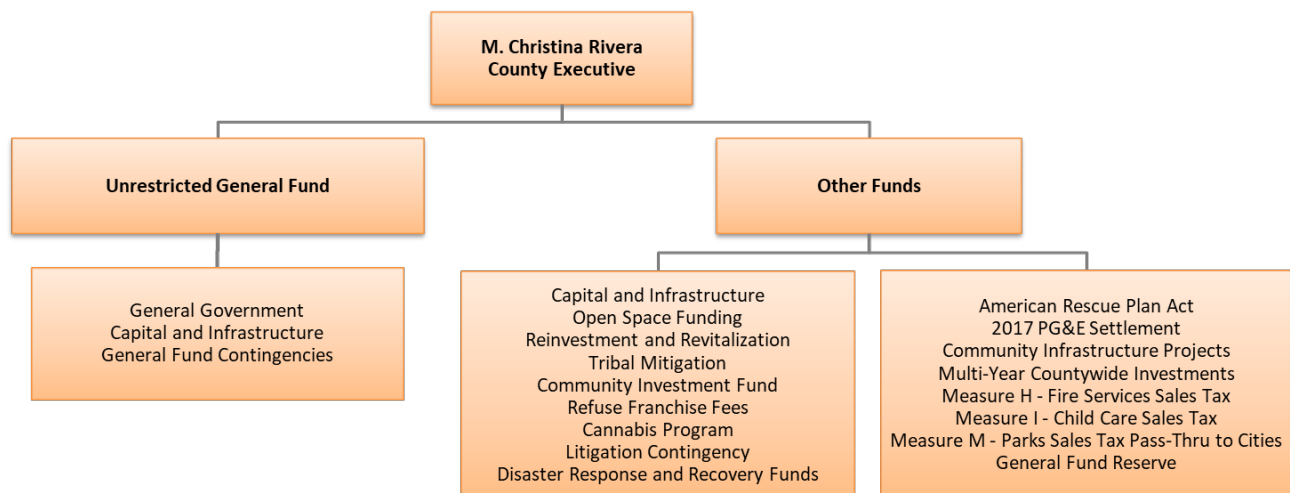 M. Christina Rivera
County Executive
Unrestricted General Fund
Other Funds
General Government
Capital and Infrastructure
General Fund Contingencies
Capital and Infrastructure
Open Space Funding
Reinvestment and Revitalization
Tribal Mitigation
Community Investment Fund
Refuse Franchise Fees
Cannabis Program
Litigation Contingency
Disaster Response and Recovery Funds
American Rescue Plan Act
2017 PG&E Settlement
Community Infrastructure Projects
Multi-Year Countywide Investments
Measure H - Fire Services Sales Tax
Measure I - Child Care Sales Tax
Measure M - Parks Sales Tax Pass-Thru to Cities
General Fund Reserve